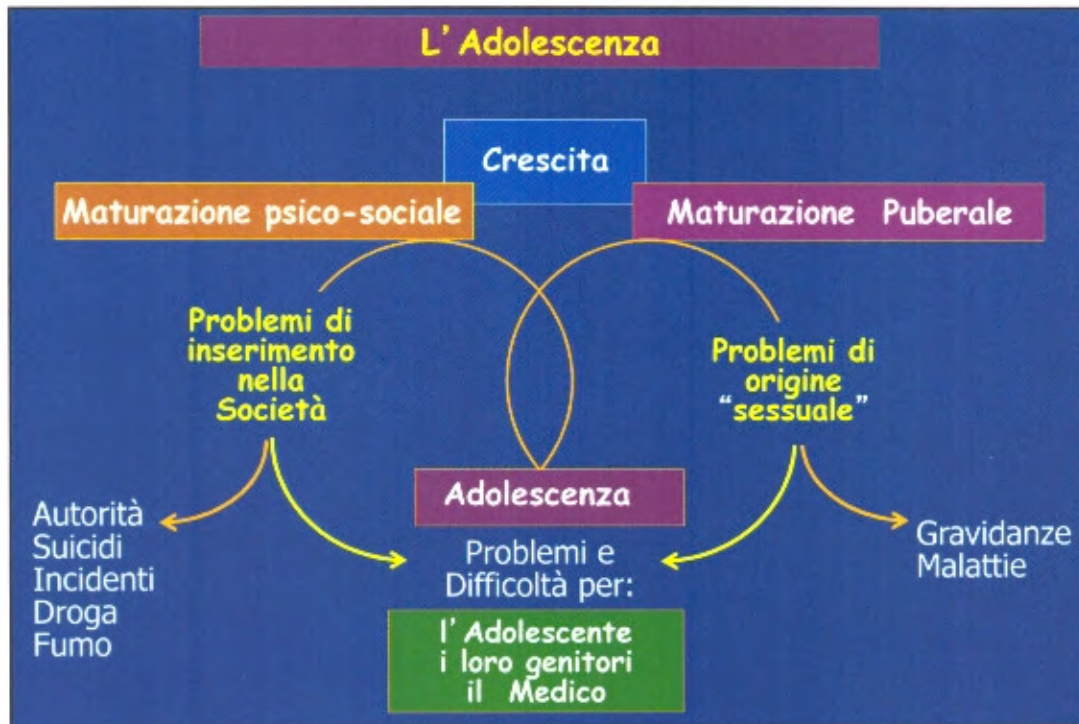 L'Adolescenza
Crescita
Maturazione psico-sociale
Maturazione Puberale
Problemi di
inserimento
nella
Società
Problemi di
origine
"sessuale"
Autorità
Suicidi
Incidenti
Droga
Fumo
Adolescenza
Problemi e
Difficoltà per:
l'Adolescente
i loro genitori
il Medico
Gravidanze
Malattie